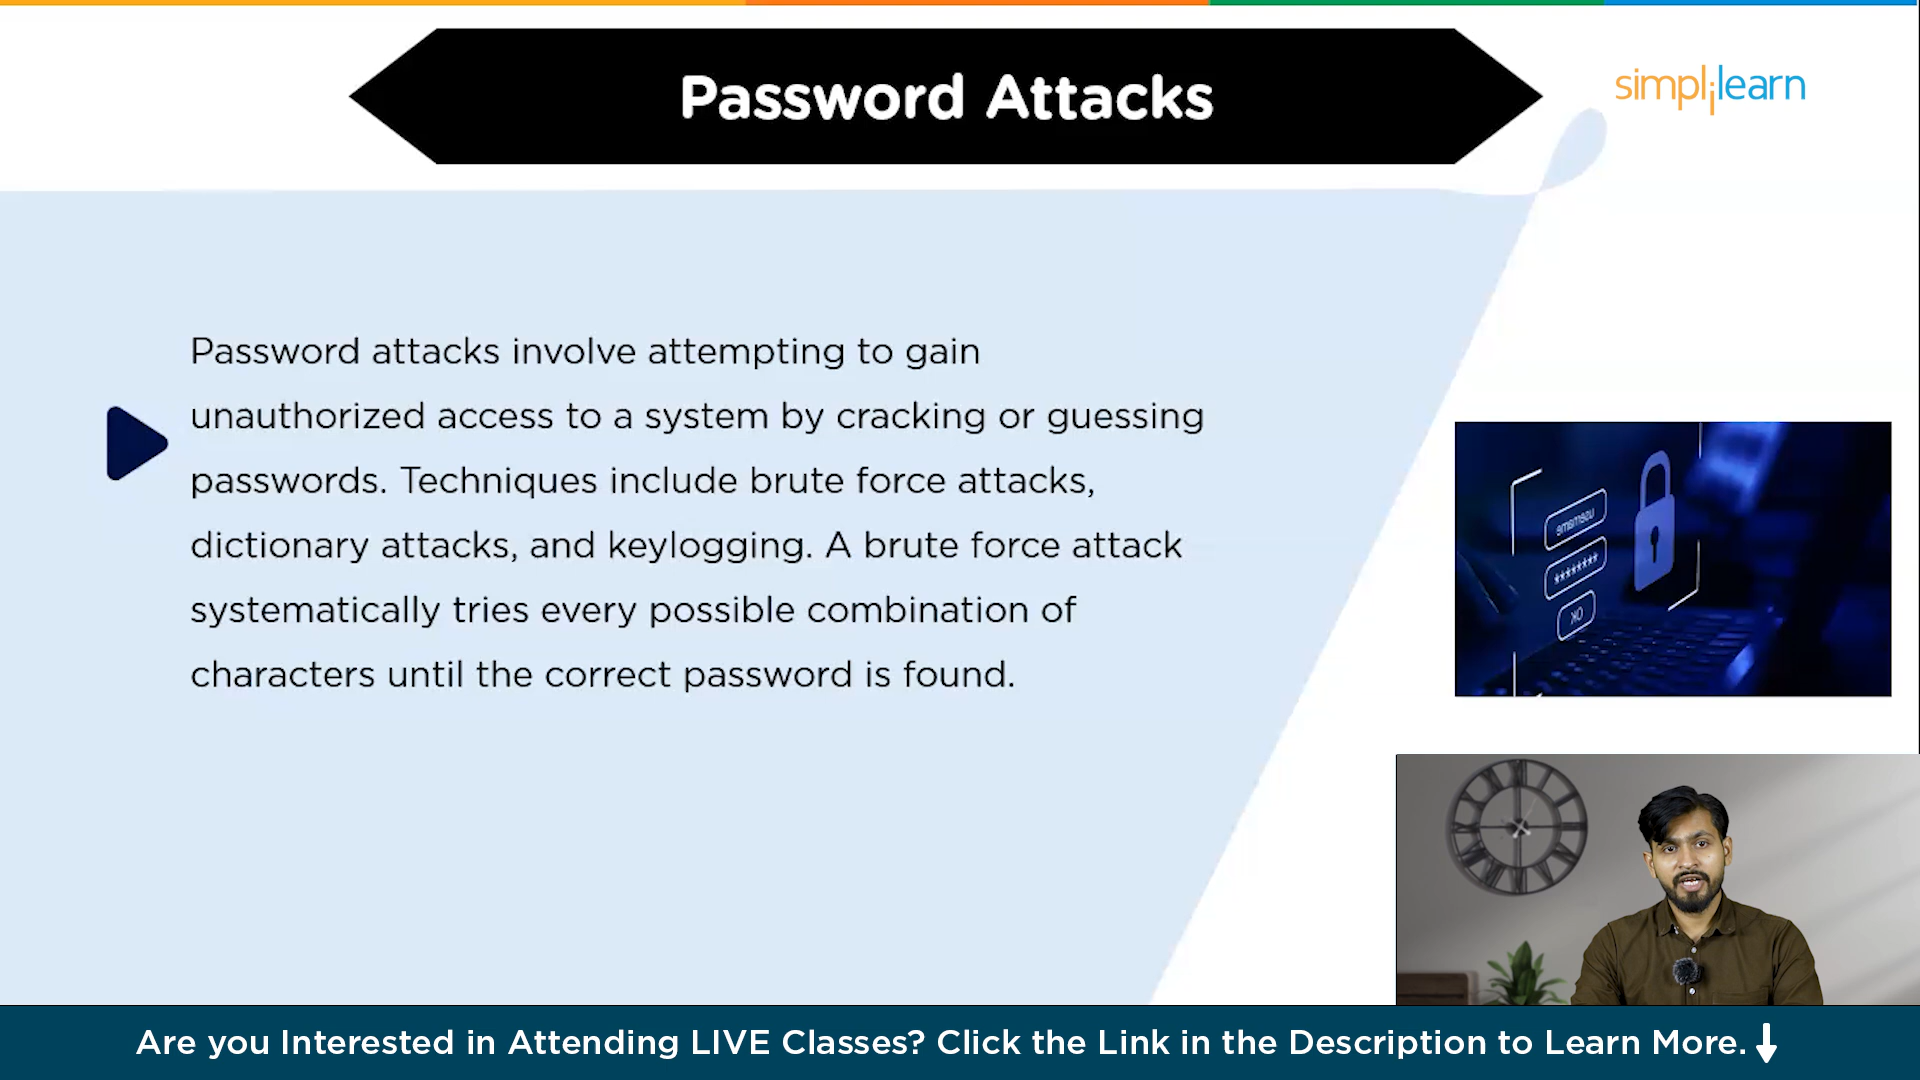 Password Attacks
simplilearn
Password attacks involve attempting to gain
unauthorized access to a system by cracking or guessing
passwords. Techniques include brute force attacks,
dictionary attacks, and keylogging. A brute force attack
systematically tries every possible combination of
characters until the correct password is found.
username
********
OK
Are you Interested in Attending LIVE Classes? Click the Link in the Description to Learn More.